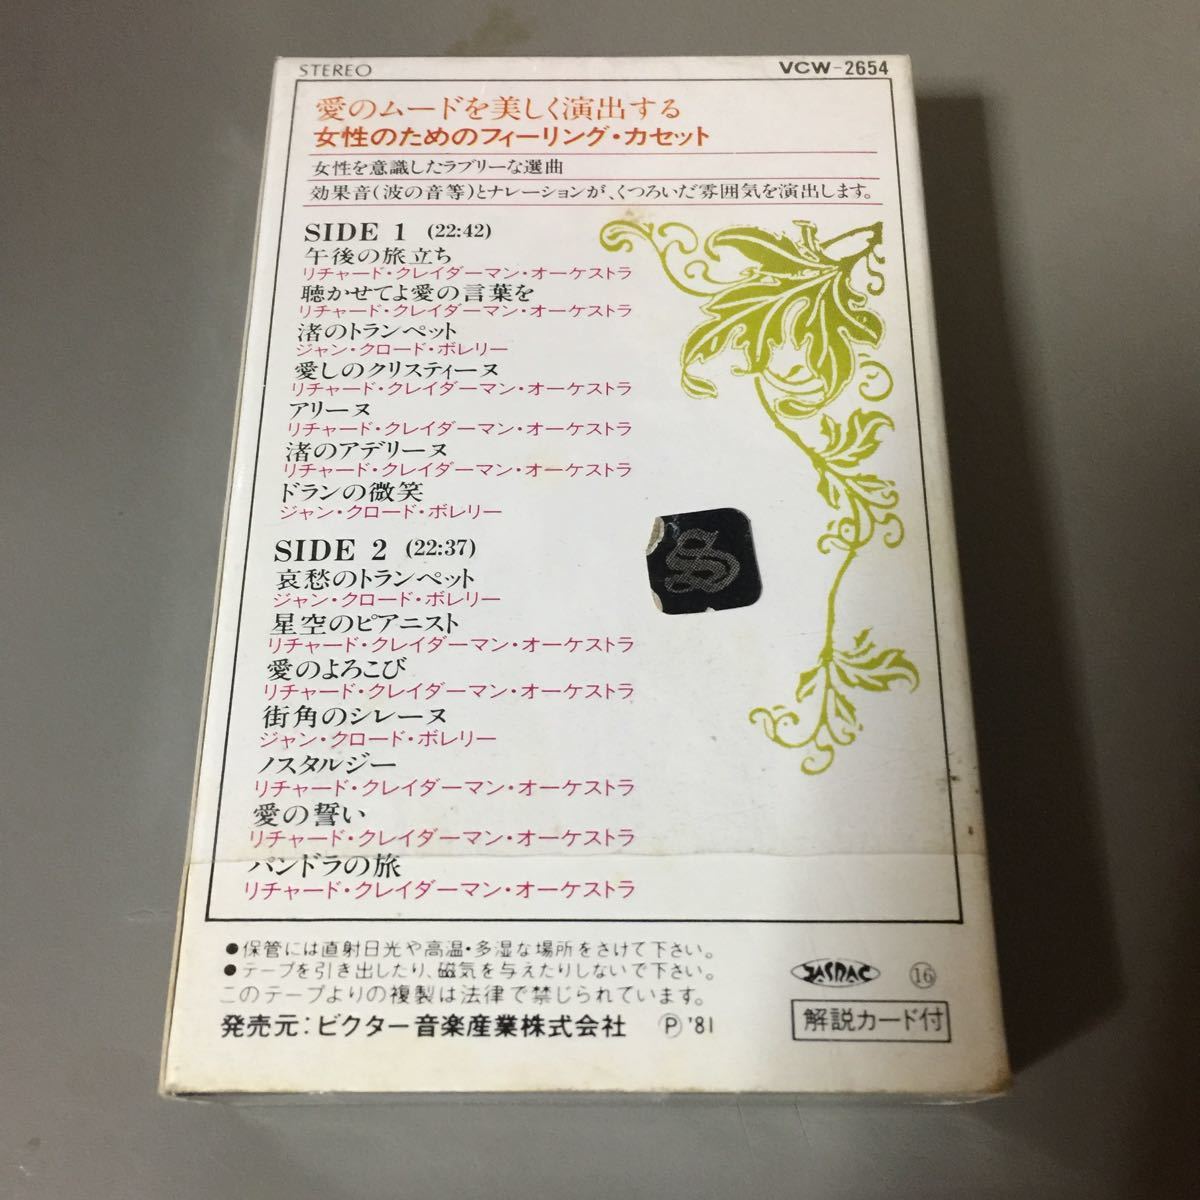 STEREO
VCW-2654
愛のムードを美しく演出する
女性のためのフィーリング・カセット
女性を意識したラブリーな選曲
効果音(波の音等)とナレーションが、くつろいだ雰囲気を演出します。
SIDE 1 (22:42)
午後の旅立ち
リチャード・クレイダーマン・オーケストラ
聴かせてよ愛の言葉を
リチャード・クレイダーマン・オーケストラ
渚のトランペット
ジャン・クロード・ボレリー
愛しのクリスティーヌ
リチャード・クレイダーマン・オーケストラ
アリーヌ
リチャード・クレイダーマン・オーケストラ
渚のアデリーヌ
リチャード・クレイダーマン・オーケストラ
ドランの微笑
ジャン・クロード・ボレリー
SIDE 2 (22:37)
哀愁のトランペット
ジャン・クロード・ボレリー
星空のピアニスト
リチャード・クレイダーマン・オーケストラ
愛のよろこび
リチャード・クレイダーマン・オーケストラ
街角のシレーヌ
ジャン・クロード・ボレリー
ノスタルジー
リチャード・クレイダーマン・オーケストラ
愛の誓い
リチャード・クレイダーマン・オーケストラ
パンドラの旅
リチャード・クレイダーマン・オーケストラ
●保管には直射日光や高温・多湿な場所をさけて下さい。
●テープを引き出したり、磁気を与えたりしないで下さい。
このテープよりの複製は法律で禁じられています。
発売元:ビクター音楽産業株式会社 Ⓟ'81
JASRAC
⑯
解説カード付